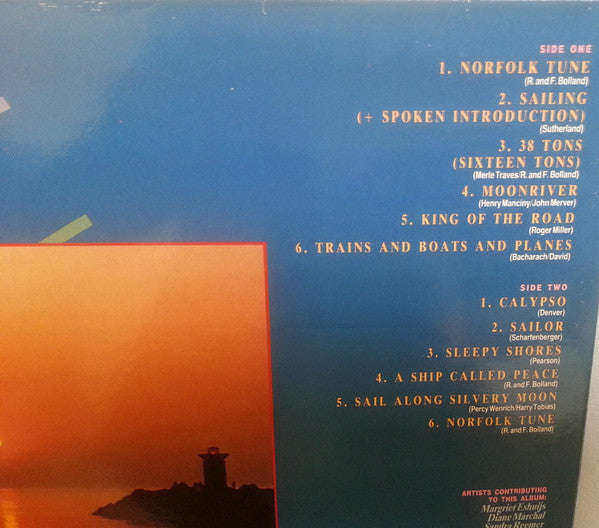 SIDE ONE
1. NORFOLK TUNE
(R. and F. Bolland)
2. SAILING
(+ SPOKEN INTRODUCTION)
(Sutherland)
3. 38 TONS
(SIXTEEN TONS)
(Merle Traves/R. and F. Bolland)
4. MOONRIVER
(Henry Manciny/John Merver)
5. KING OF THE ROAD
(Roger Miller)
6. TRAINS AND BOATS AND PLANES
(Bacharach/David)
SIDE TWO
1. CALYPSO
(Denver)
2. SAILOR
(Scharfenberger)
3. SLEEPY SHORES
(Pearson)
4. A SHIP CALLED PEACE
(R. and F. Bolland)
5. SAIL ALONG SILVERY MOON
(Percy Wenrich/Harry Tobias)
6. NORFOLK TUNE
(R. and F. Bolland)
ARTISTS CONTRIBUTING
TO THIS ALBUM:
Margriet Eshuijs
Diane Marchal
Sandra Reemer